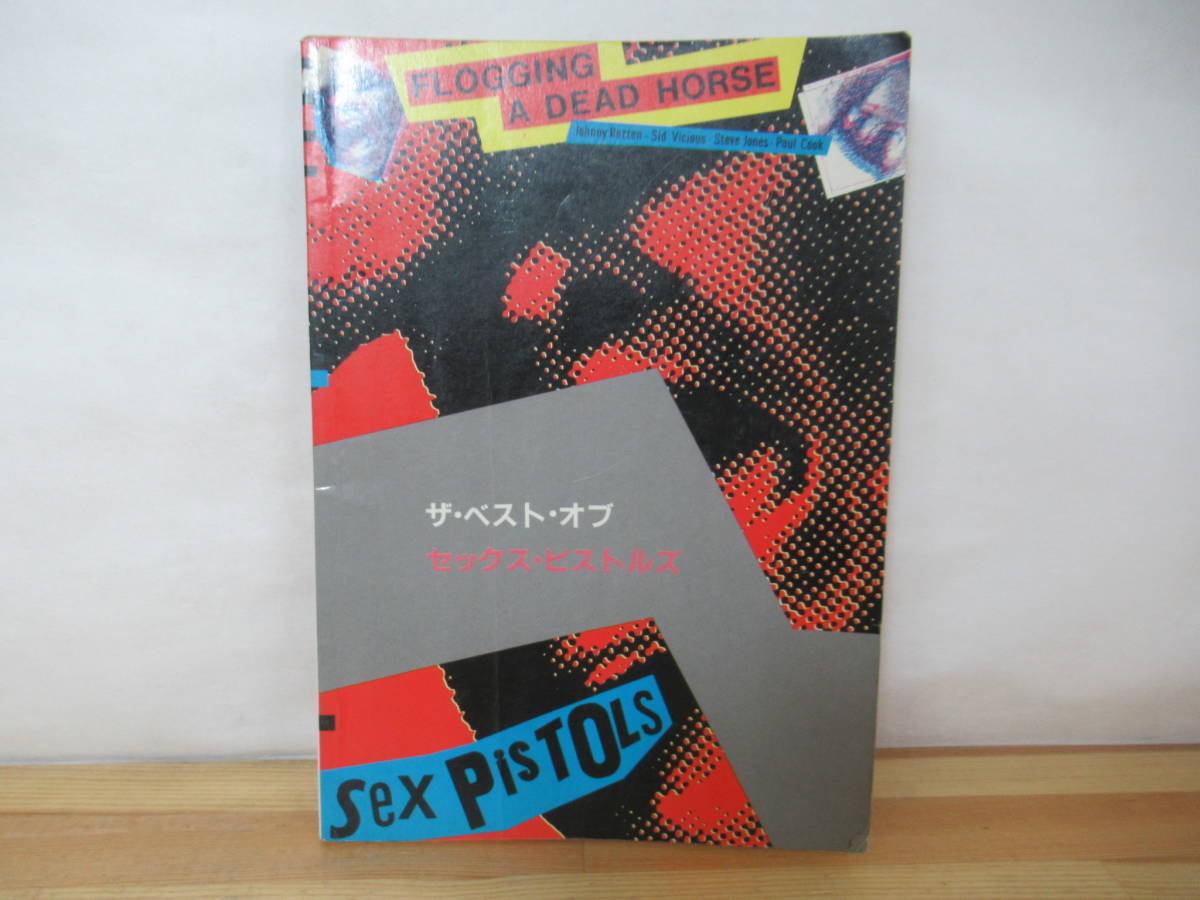 FLOGGING
A DEAD HORSE
Johnny Rotten · Sid Vicious · Steve Jones · Paul Cook
ザ・ベスト・オブ
セックス・ピストルズ
Sex PisTOLs